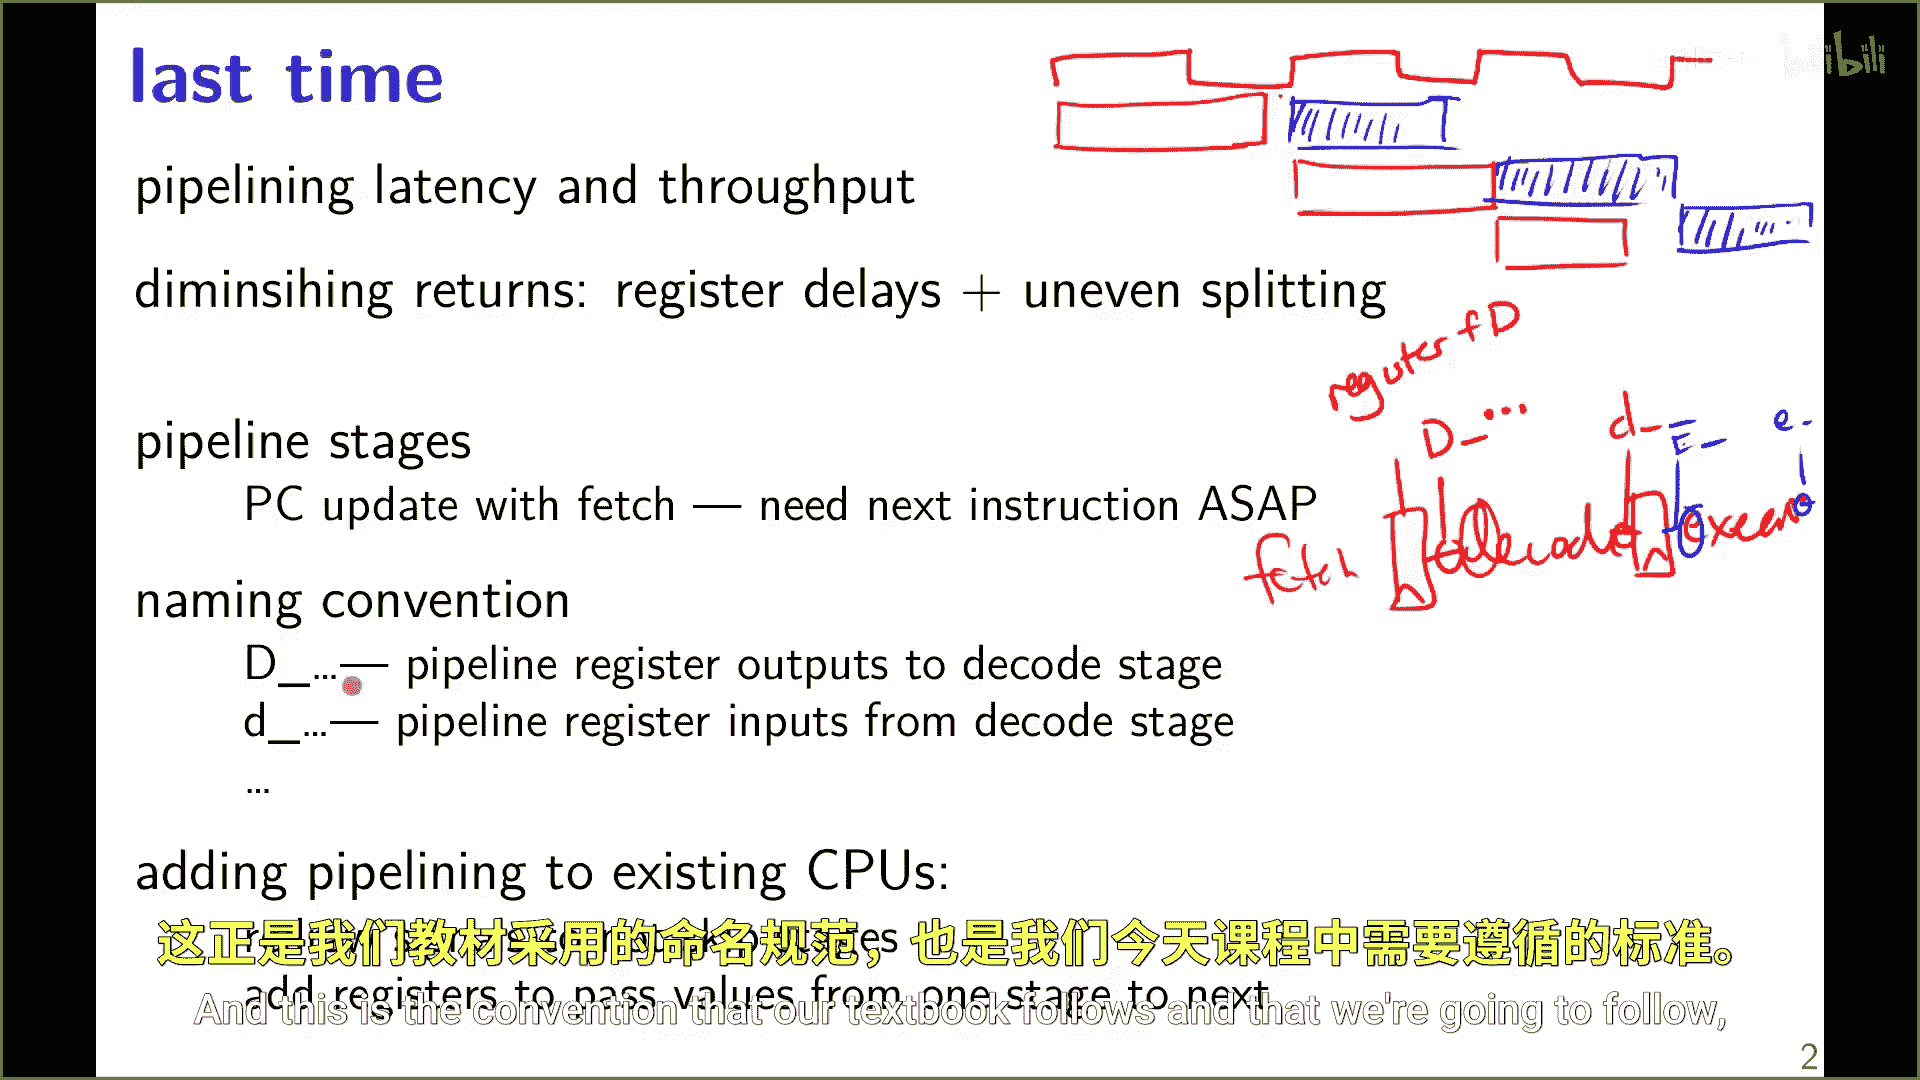 last time
bilibili
pipelining latency and throughput
diminsihing returns: register delays + uneven splitting
register fD
D_...
d_
E_
e_
pipeline stages
PC update with fetch — need next instruction ASAP
fetch
decode
naming convention
D_...— pipeline register outputs to decode stage
d_...— pipeline register inputs from decode stage
...
adding pipelining to existing CPUs:
这正是我们教材采用的命名规范，也是我们今天课程中需要遵循的标准。
add registers to pass values from one stage to next
And this is the convention that our textbook follows and that we're going to follow,
2